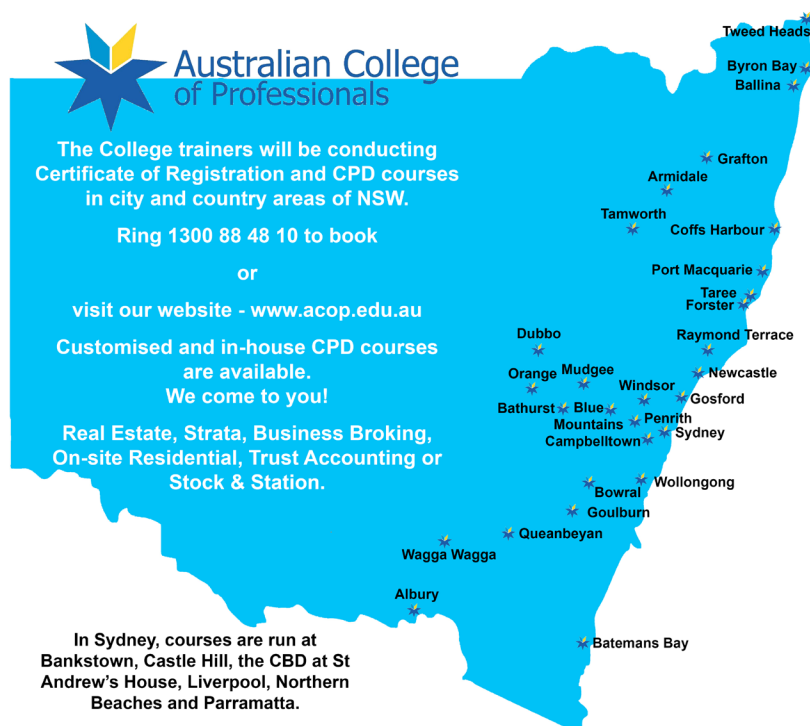 Australian College
of Professionals
The College trainers will be conducting
Certificate of Registration and CPD courses
in city and country areas of NSW.
Ring 1300 88 48 10 to book
or
visit our website - www.acop.edu.au
Customised and in-house CPD courses
are available.
We come to you!
Real Estate, Strata, Business Broking,
On-site Residential, Trust Accounting or
Stock & Station.
Tweed Heads
Byron Bay
Ballina
Grafton
Armidale
Tamworth
Coffs Harbour
Port Macquarie
Taree
Forster
Dubbo
Raymond Terrace
Orange
Mudgee
Newcastle
Windsor
Gosford
Bathurst
Blue
Mountains
Penrith
Sydney
Campbelltown
Wollongong
Bowral
Goulburn
Queanbeyan
Wagga Wagga
Albury
Batemans Bay
In Sydney, courses are run at
Bankstown, Castle Hill, the CBD at St
Andrew's House, Liverpool, Northern
Beaches and Parramatta.